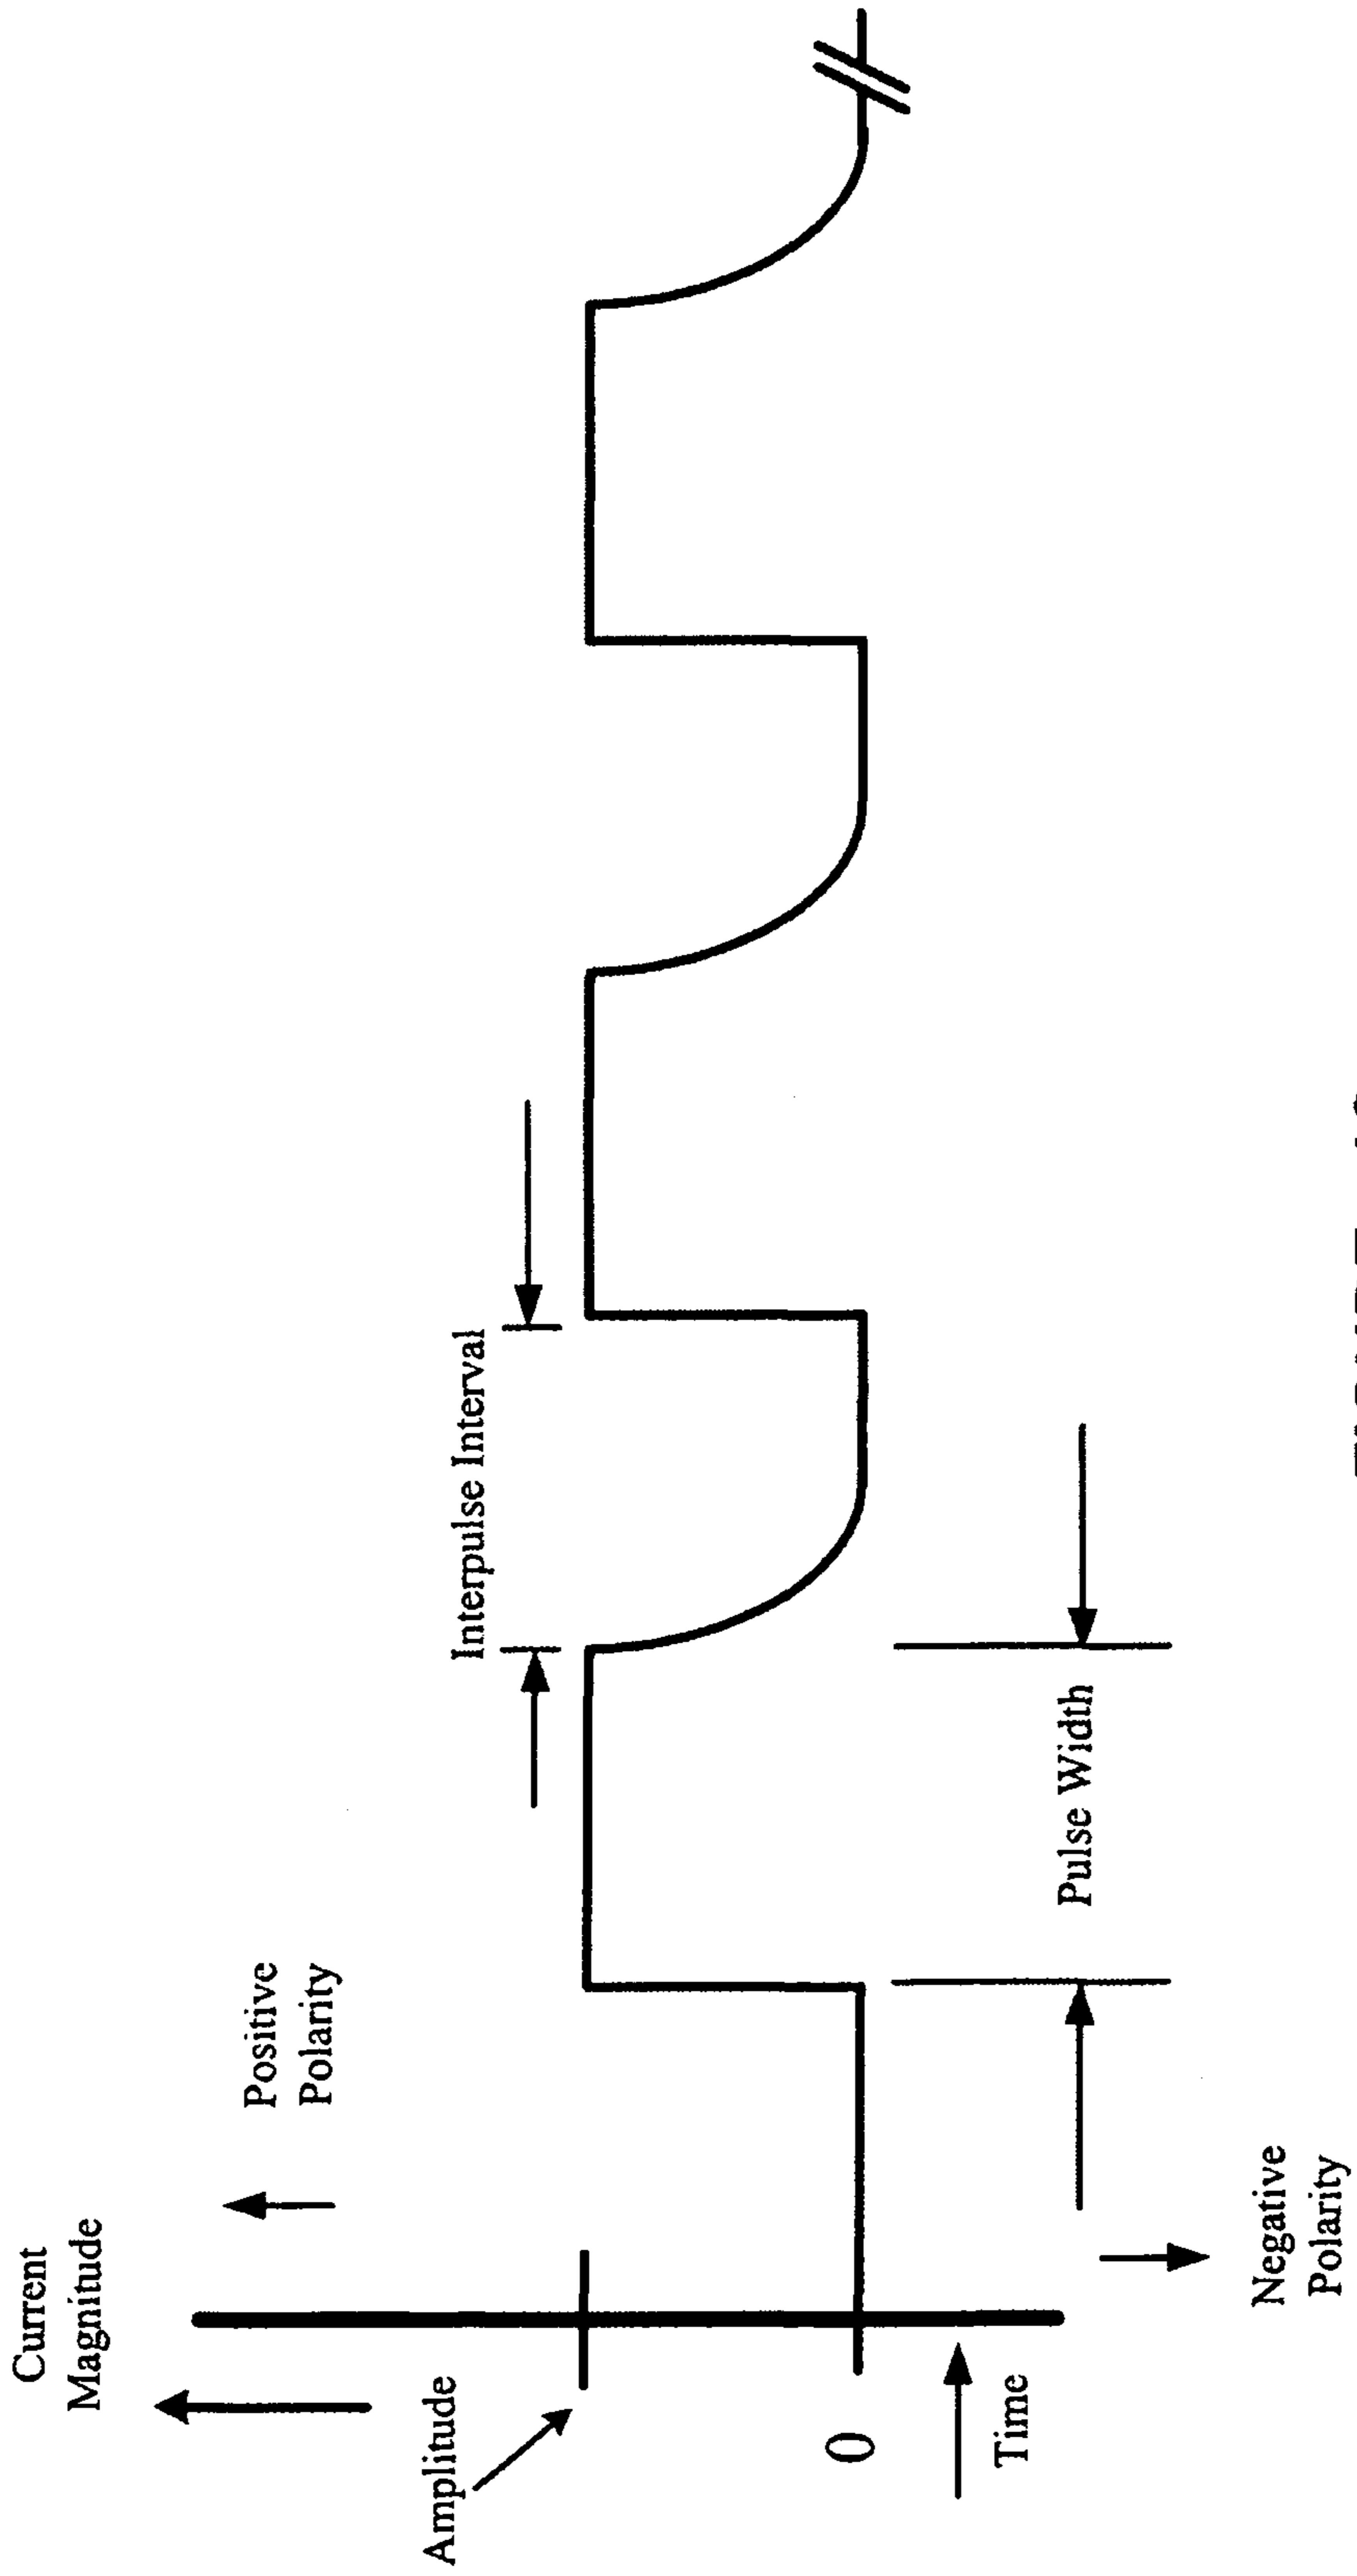 Current
Magnitude
Positive
Polarity
Amplitude
Interpulse Interval
0
Time
Pulse Width
Negative
Polarity